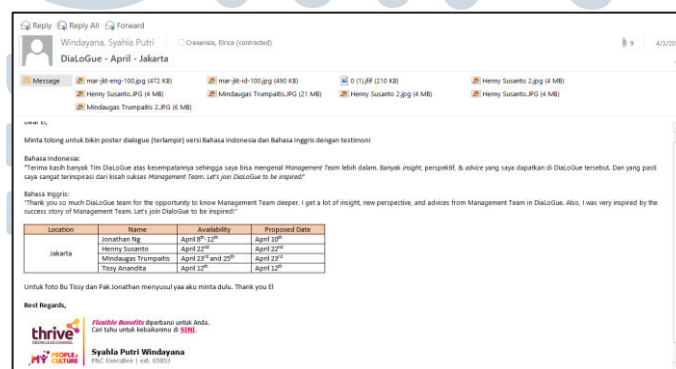 Reply Reply All Forward
Windayana, Syahla Putri Cresensia, Elrica (contracted) 9 4/3/20
DiaLoGue - April - Jakarta
Message mar-jkt-eng-100.jpg (472 KB) mar-jkt-id-100.jpg (490 KB) 0 (1).jfif (210 KB) Henny Susanto 2.jpg (4 MB)
Henny Susanto.JPG (4 MB) Mindaugas Trumpaitis.JPG (21 MB) Henny Susanto 2.jpg (4 MB) Henny Susanto.JPG (4 MB)
Mindaugas Trumpaitis 2.JPG (6 MB)
Dear El,
Minta tolong untuk bikin poster dialogue (terlampir) versi Bahasa Indonesia dan Bahasa Inggris dengan testimoni
Bahasa Indonesia:
"Terima kasih banyak Tim DiaLoGue atas kesempatannya sehingga saya bisa mengenal Management Team lebih dalam. Banyak insight, perspektif, & advice yang saya dapatkan di DiaLoGue tersebut. Dan yang pasti
saya sangat terinspirasi dari kisah sukses Management Team. Let's join DiaLoGue to be inspired!"
Bahasa Inggris:
"Thank you so much DiaLoGue team for the opportunity to know Management Team deeper. I get a lot of insight, new perspective, and advices from Management Team in DiaLoGue. Also, I was very inspired by the
success story of Management Team. Let's join DiaLoGue to be inspired!"
Location Name Availability Proposed Date
Jakarta Jonathan Ng April 8th-12th April 10th
Henny Susanto April 22nd April 22nd
Mindaugas Trumpaitis April 23rd and 25th April 23rd
Tissy Anandita April 12th April 12th
Untuk foto Bu Tissy dan Pak Jonathan menyusul yaa aku minta dulu. Thank you El
Best Regards,
Flexible Benefits diperbarui untuk Anda.
Cari tahu untuk kebaikanmu di SINI.
thrive
MY PEOPLE & CULTURE
Syahla Putri Windayana
P&C Executive | ext. 65853